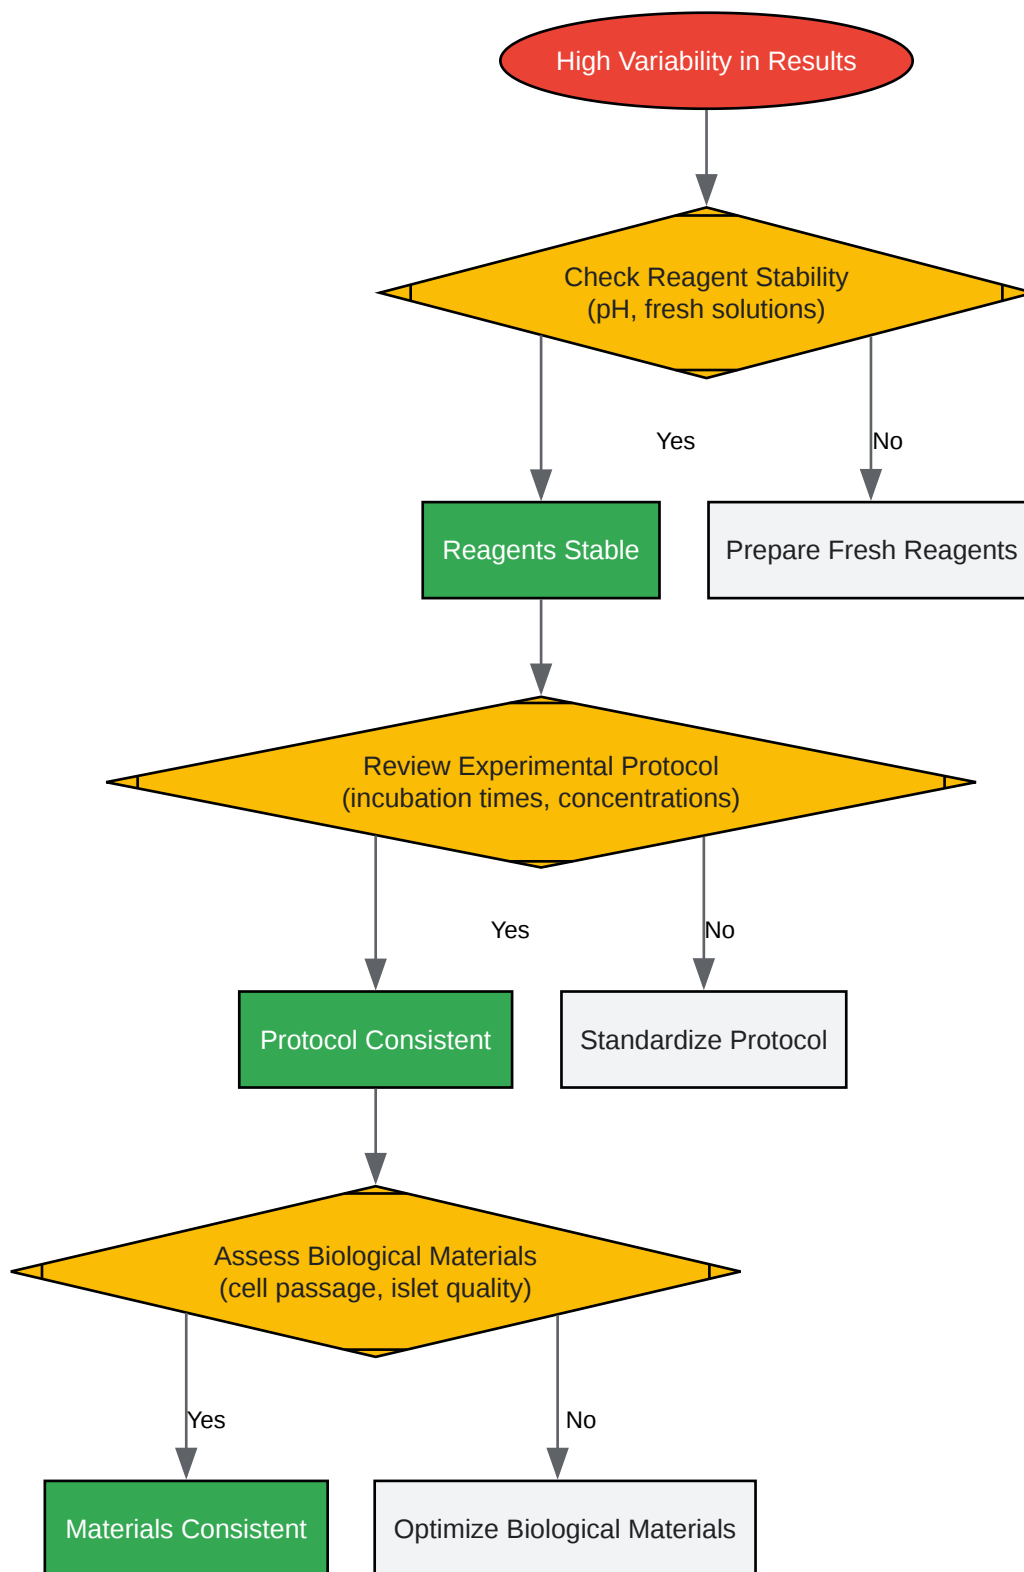 High Variability in Results
Check Reagent Stability
(pH, fresh solutions)
Yes
No
Reagents Stable
Prepare Fresh Reagents
Review Experimental Protocol
(incubation times, concentrations)
Yes
No
Protocol Consistent
Standardize Protocol
Assess Biological Materials
(cell passage, islet quality)
Yes
No
Materials Consistent
Optimize Biological Materials